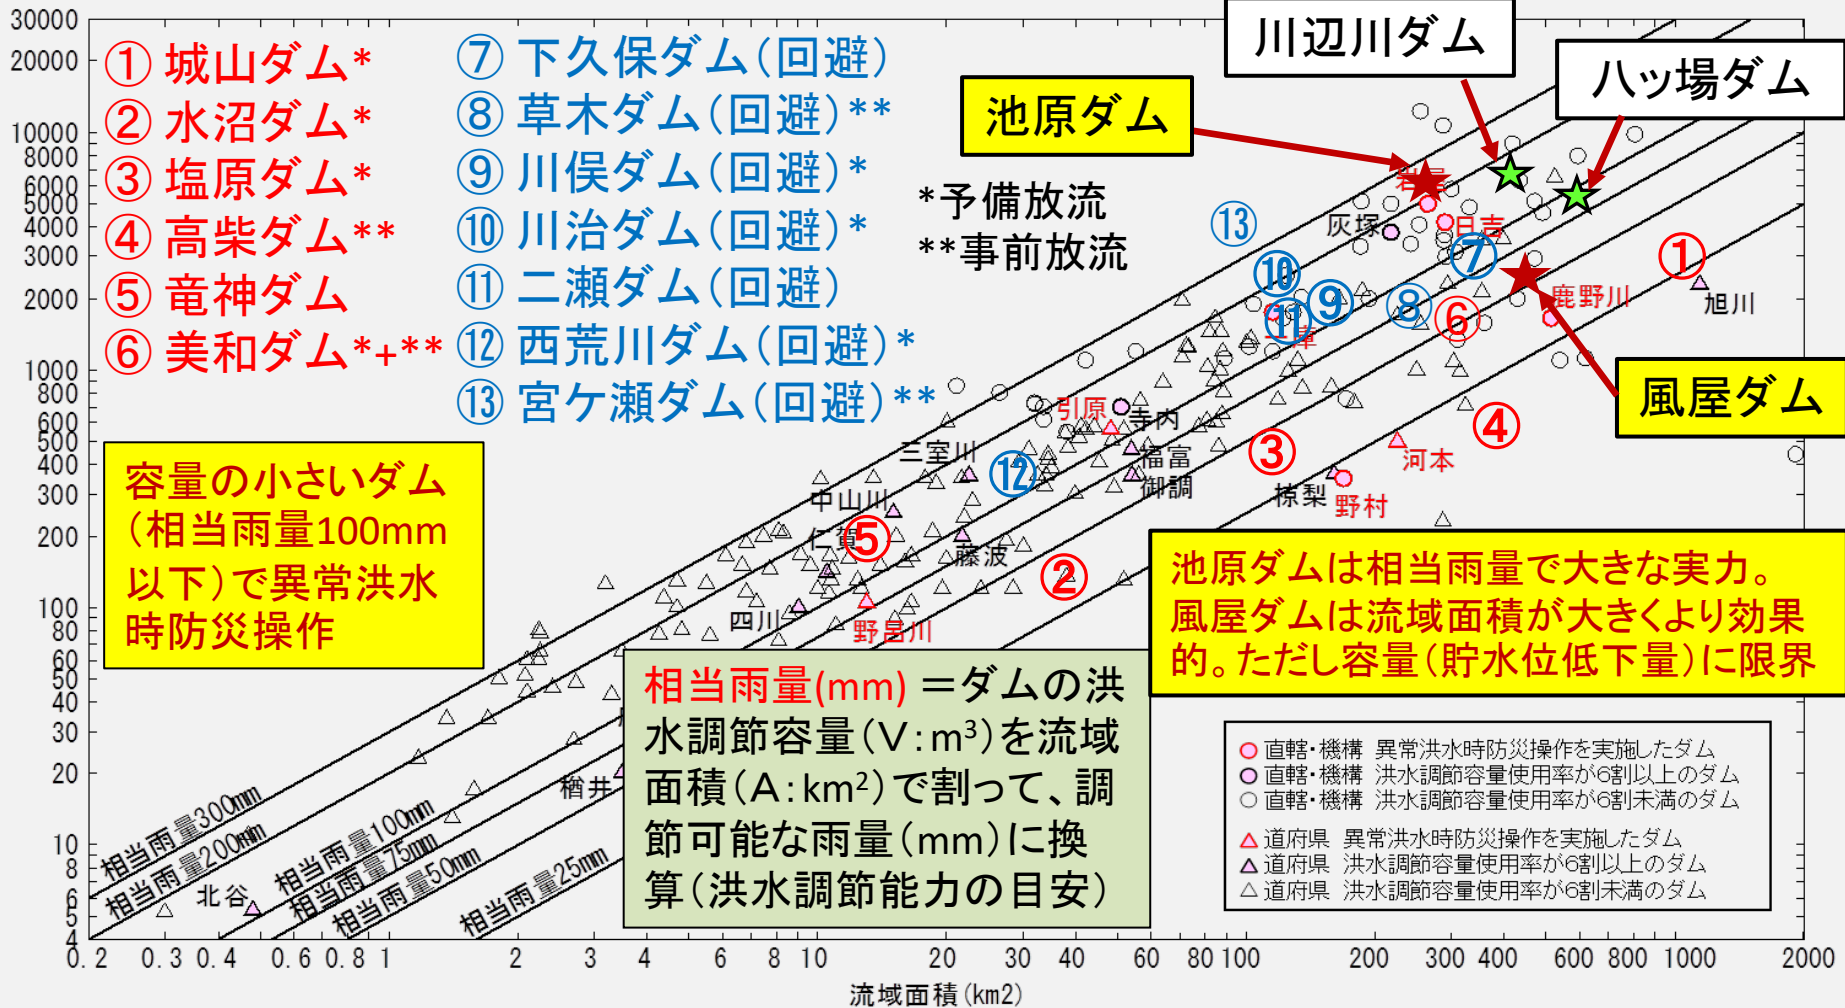 30000
20000
10000
8000
6000
5000
4000
3000
2000
1000
800
600
500
400
300
200
100
80
60
50
40
30
20
10
8
6
5
4
0.2
0.3
0.4
0.6
0.8
1
2
3
4
6
8
10
20
30
40
60
80
100
200
300
400
600
800
1000
2000
流域面積(km2)
① 城山ダム*
② 水沼ダム*
③ 塩原ダム*
④ 高柴ダム**
⑤ 竜神ダム
⑥ 美和ダム*+**
⑦ 下久保ダム(回避)
⑧ 草木ダム(回避)**
⑨ 川俣ダム(回避)*
⑩ 川治ダム(回避)*
⑪ 二瀬ダム(回避)
⑫ 西荒川ダム(回避)*
⑬ 宮ケ瀬ダム(回避)**
*予備放流
**事前放流
池原ダム
川辺川ダム
八ッ場ダム
風屋ダム
灰塚
日吉
鹿野川
旭川
引原
寺内
福富
御調
三室川
中山川
仁賀
藤波
四川
野呂川
椋梨
野村
河本
楢井
北谷
①
②
③
④
⑤
⑥
⑦
⑧
⑨
⑩
⑪
⑫
⑬
相当雨量300mm
相当雨量200mm
相当雨量100mm
相当雨量75mm
相当雨量50mm
相当雨量25mm
容量の小さいダム
(相当雨量100mm
以下)で異常洪水
時防災操作
相当雨量(mm) =ダムの洪
水調節容量(V:m³)を流域
面積(A:km²)で割って、調
節可能な雨量(mm)に換
算(洪水調節能力の目安)
池原ダムは相当雨量で大きな実力。
風屋ダムは流域面積が大きくより効果
的。ただし容量(貯水位低下量)に限界
直轄・機構 異常洪水時防災操作を実施したダム
直轄・機構 洪水調節容量使用率が6割以上のダム
直轄・機構 洪水調節容量使用率が6割未満のダム
道府県 異常洪水時防災操作を実施したダム
道府県 洪水調節容量使用率が6割以上のダム
道府県 洪水調節容量使用率が6割未満のダム